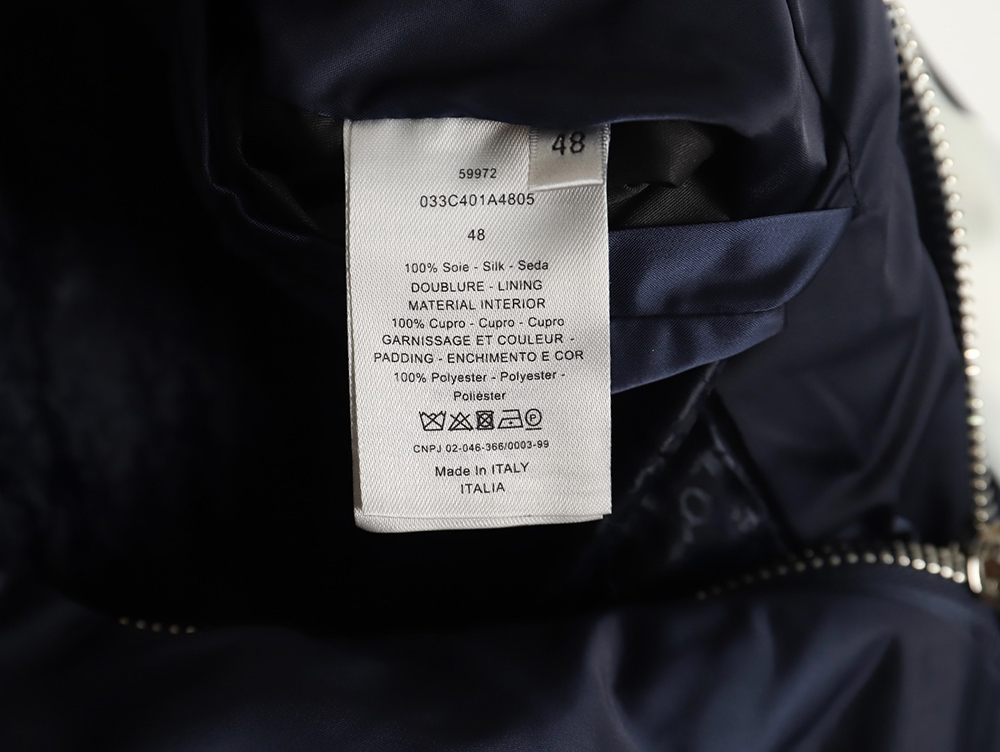 48
59972
033C401A4805
48
100% Soie - Silk - Seda
DOUBLURE - LINING
MATERIAL INTERIOR
100% Cupro - Cupro - Cupro
GARNISSAGE ET COULEUR -
PADDING - ENCHIMENTO E COR
100% Polyester - Polyester -
Poliéster
P
CNPJ 02-046-366/0003-99
Made In ITALY
ITALIA